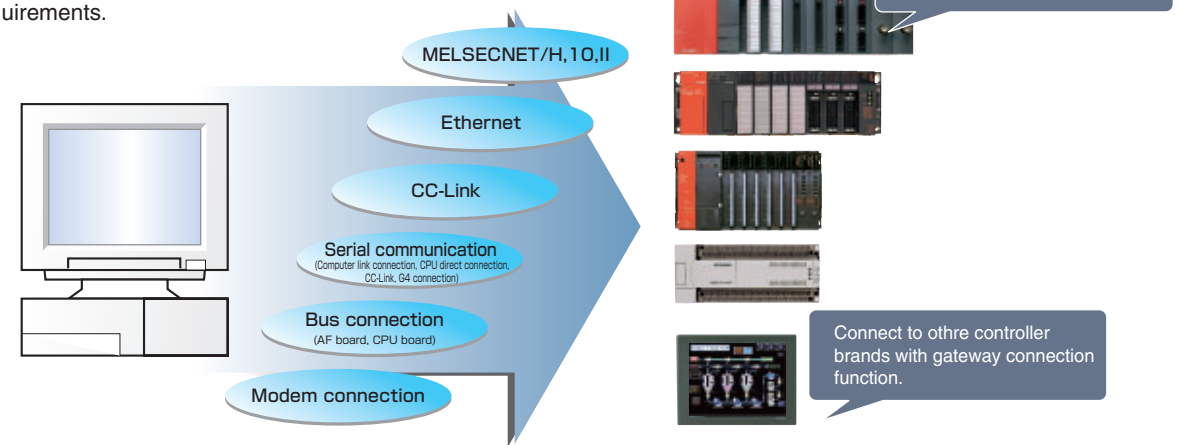 uirements.
MELSECNET/H,10,II
Ethernet
CC-Link
Serial communication
(Computer link connection, CPU direct connection,
CC-Link, G4 connection)
Bus connection
(AF board, CPU board)
Modem connection
Connect to othre controller
brands with gateway connection
function.